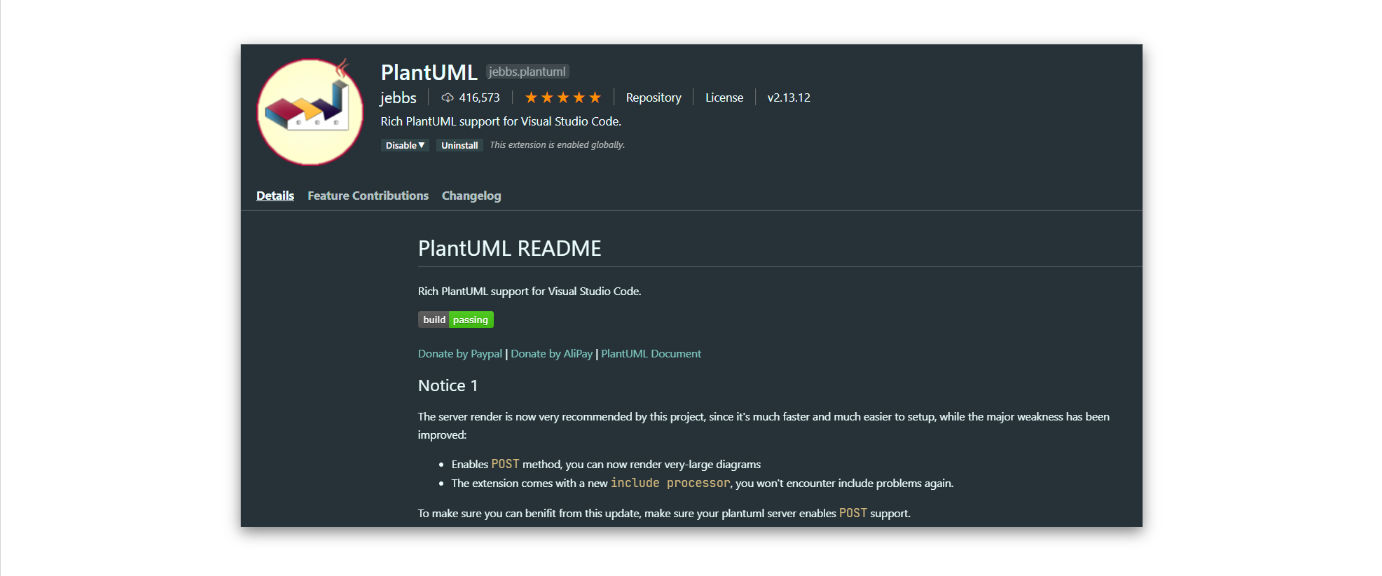 PlantUML jebbs.plantuml
jebbs 416,573 Repository License v2.13.12
Rich PlantUML support for Visual Studio Code.
Disable Uninstall This extension is enabled globally.
Details Feature Contributions Changelog
PlantUML README
Rich PlantUML support for Visual Studio Code.
build passing
Donate by Paypal | Donate by AliPay | PlantUML Document
Notice 1
The server render is now very recommended by this project, since it's much faster and much easier to setup, while the major weakness has been
improved:
• Enables POST method, you can now render very-large diagrams
• The extension comes with a new include processor, you won't encounter include problems again.
To make sure you can benifit from this update, make sure your plantuml server enables POST support.